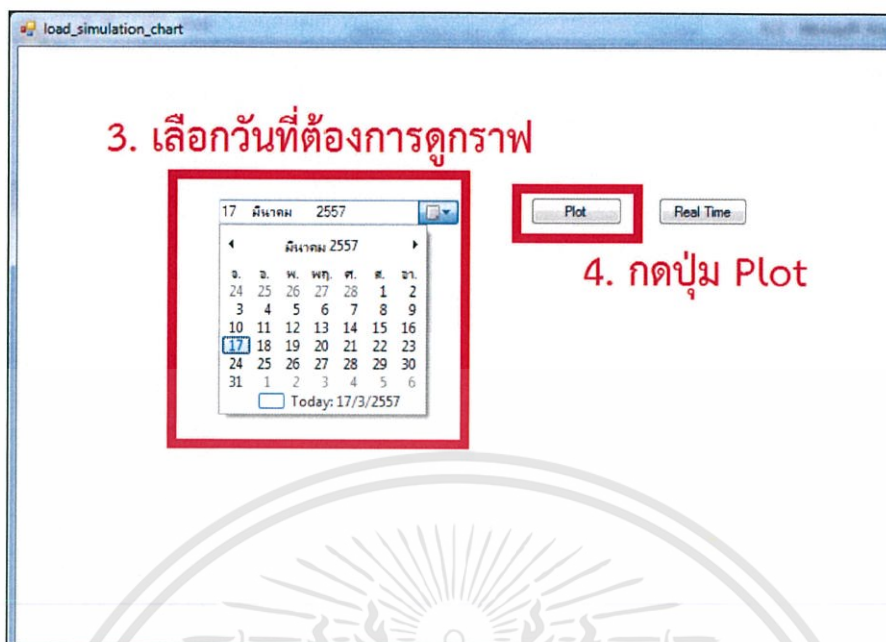 load_simulation_chart
3. เลือกวันที่ต้องการดูกราฟ
17 มีนาคม 2557
Plot
Real Time
4. กดปุ่ม Plot
มีนาคม 2557
จ. อ. พ. พฤ. ศ. ส. อา.
24 25 26 27 28 1 2
3 4 5 6 7 8 9
10 11 12 13 14 15 16
17 18 19 20 21 22 23
24 25 26 27 28 29 30
31 1 2 3 4 5 6
Today: 17/3/2557